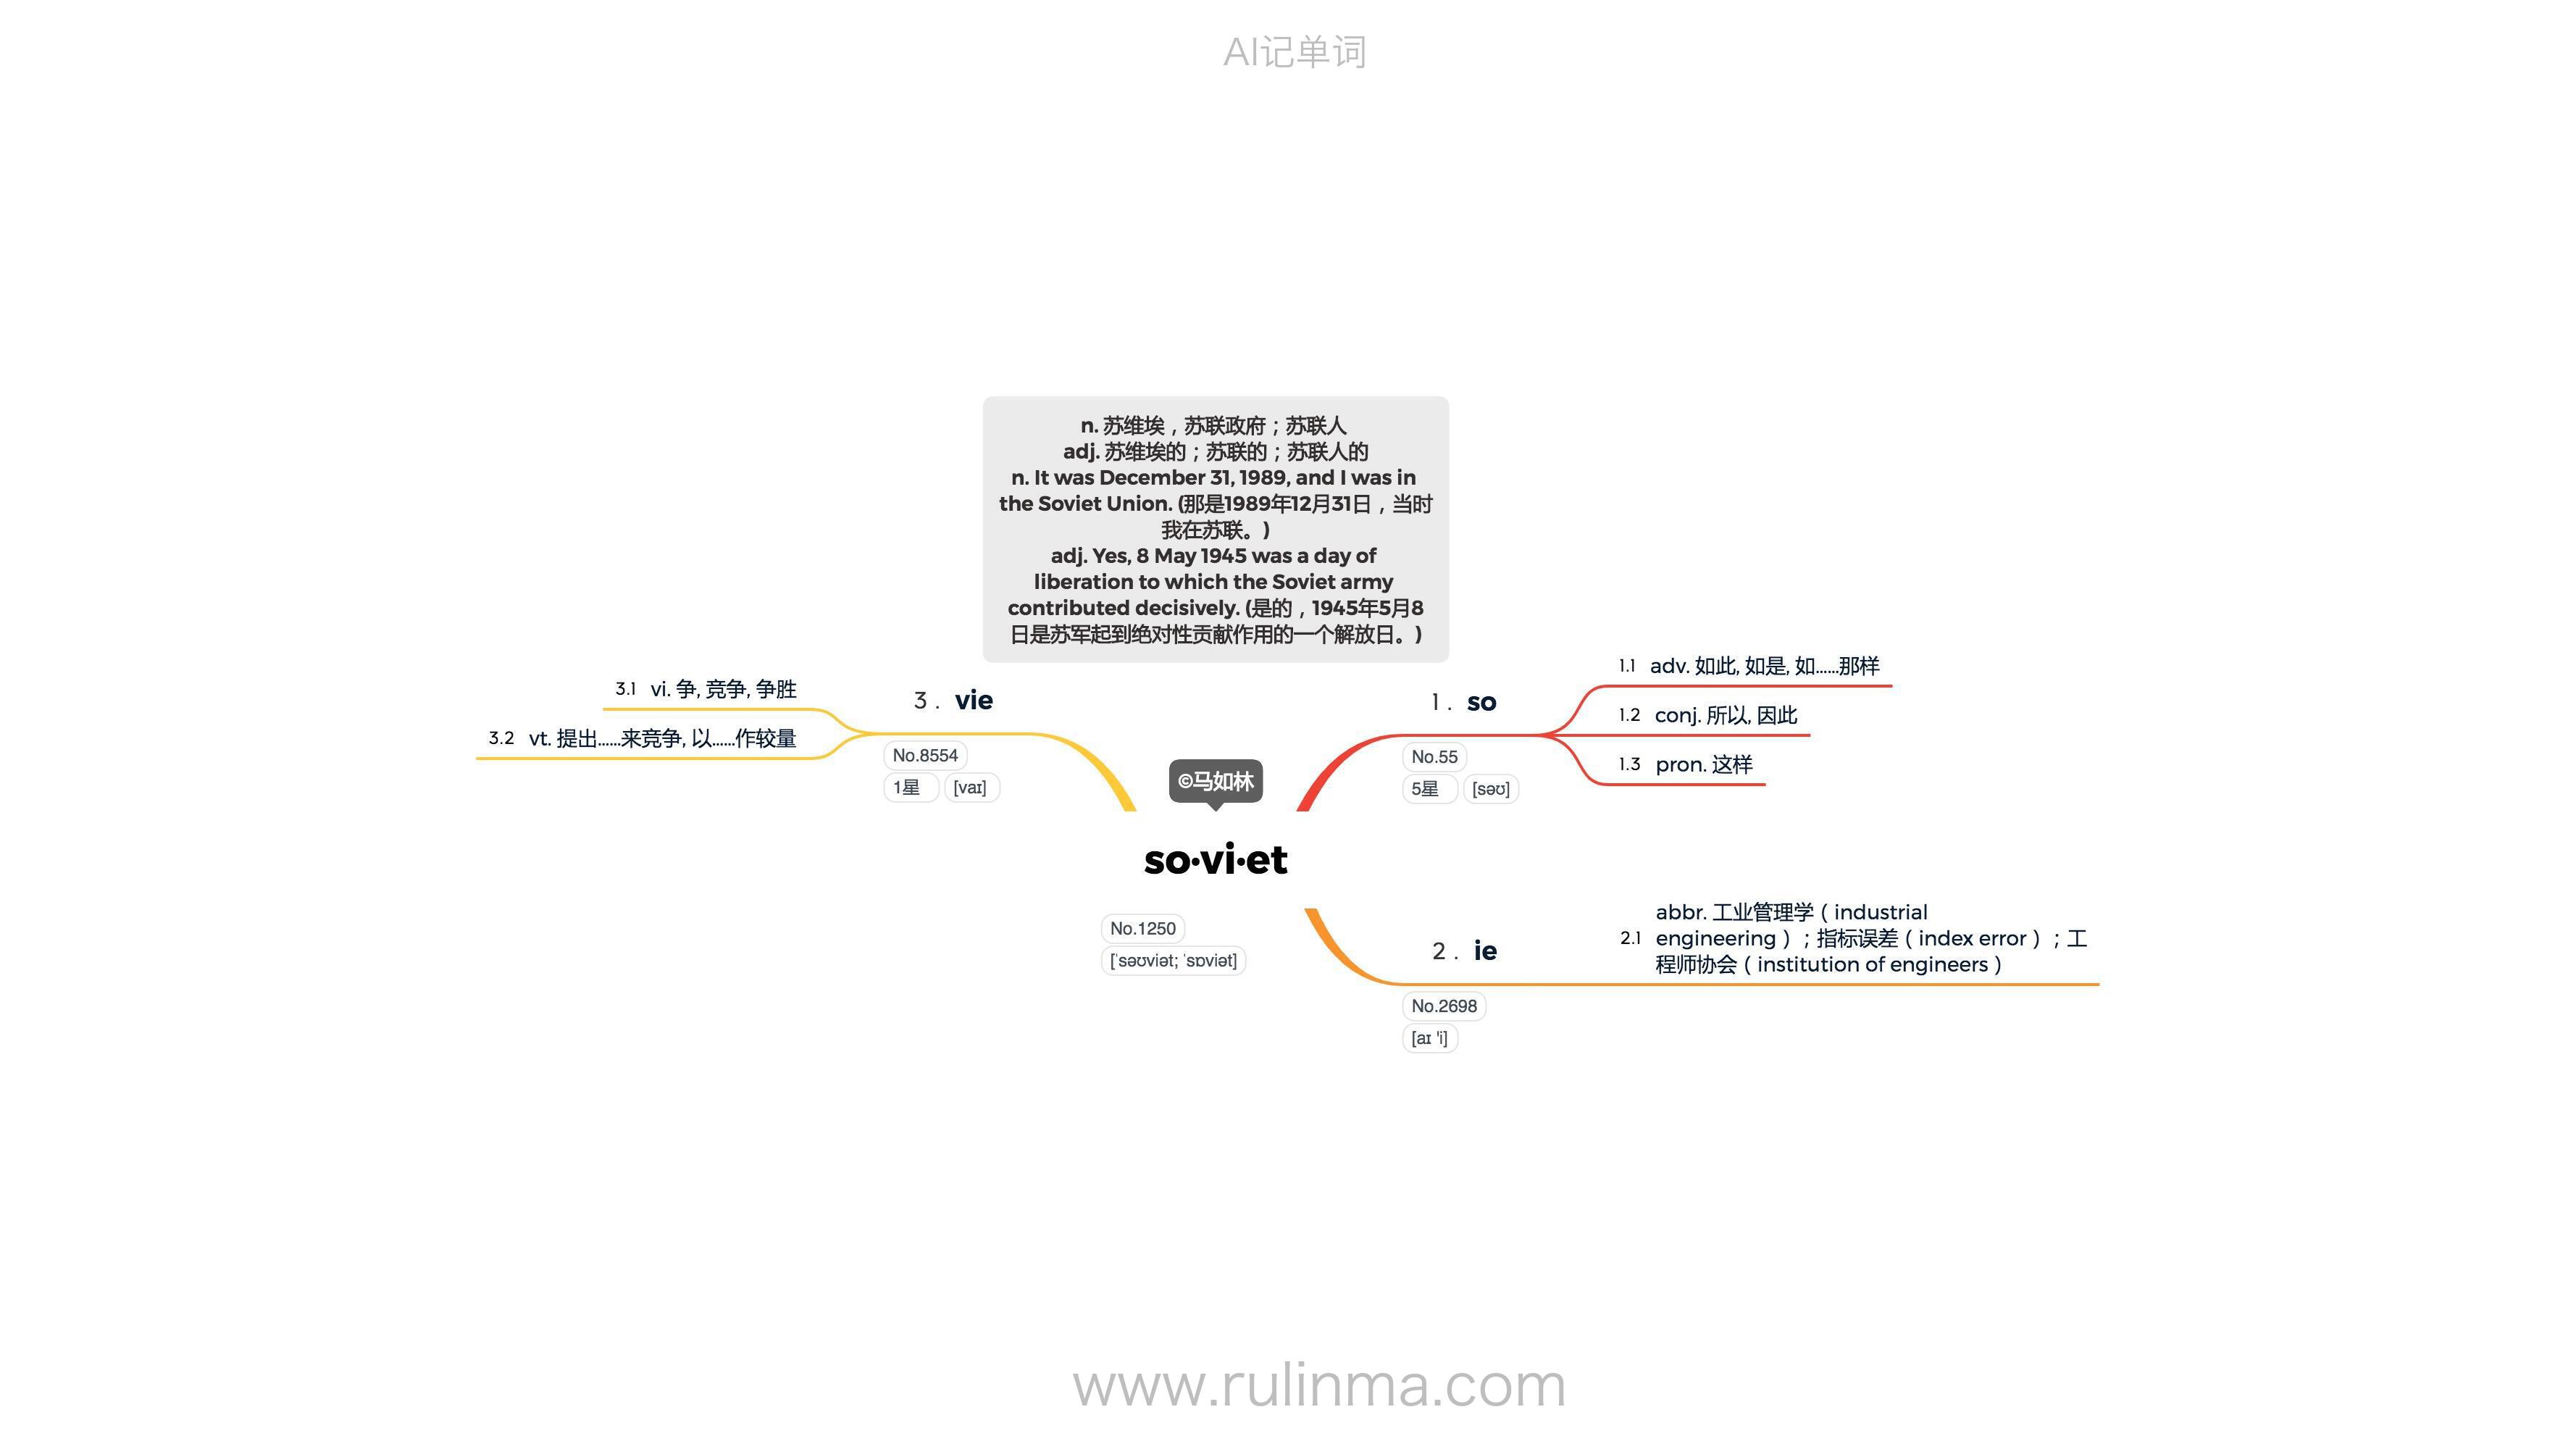 AI记单词
n. 苏维埃，苏联政府；苏联人
adj. 苏维埃的；苏联的；苏联人的
n. It was December 31, 1989, and I was in
the Soviet Union. (那是1989年12月31日，当时
我在苏联。)
adj. Yes, 8 May 1945 was a day of
liberation to which the Soviet army
contributed decisively. (是的，1945年5月8
日是苏军起到绝对性贡献作用的一个解放日。)
©马如林
so·vi·et
No.1250
[ˈsəʊviət; ˈsɒviət]
1. so
No.55
5星 [səʊ]
1.1 adv. 如此, 如是, 如……那样
1.2 conj. 所以, 因此
1.3 pron. 这样
2. ie
No.2698
[aɪ 'i]
2.1 abbr. 工业管理学（industrial
engineering）；指标误差（index error）；工
程师协会（institution of engineers）
3. vie
No.8554
1星 [vaɪ]
3.1 vi. 争, 竞争, 争胜
3.2 vt. 提出……来竞争, 以……作较量
www.rulinma.com